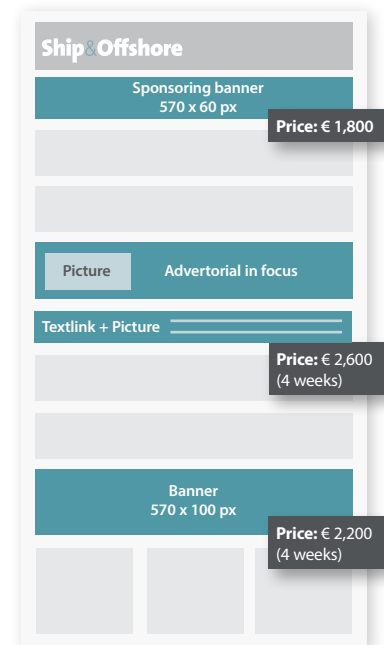 Ship&Offshore
Sponsoring banner
570 x 60 px
Price: € 1,800
Picture
Advertorial in focus
Textlink + Picture
Price: € 2,600
(4 weeks)
Banner
570 x 100 px
Price: € 2,200
(4 weeks)